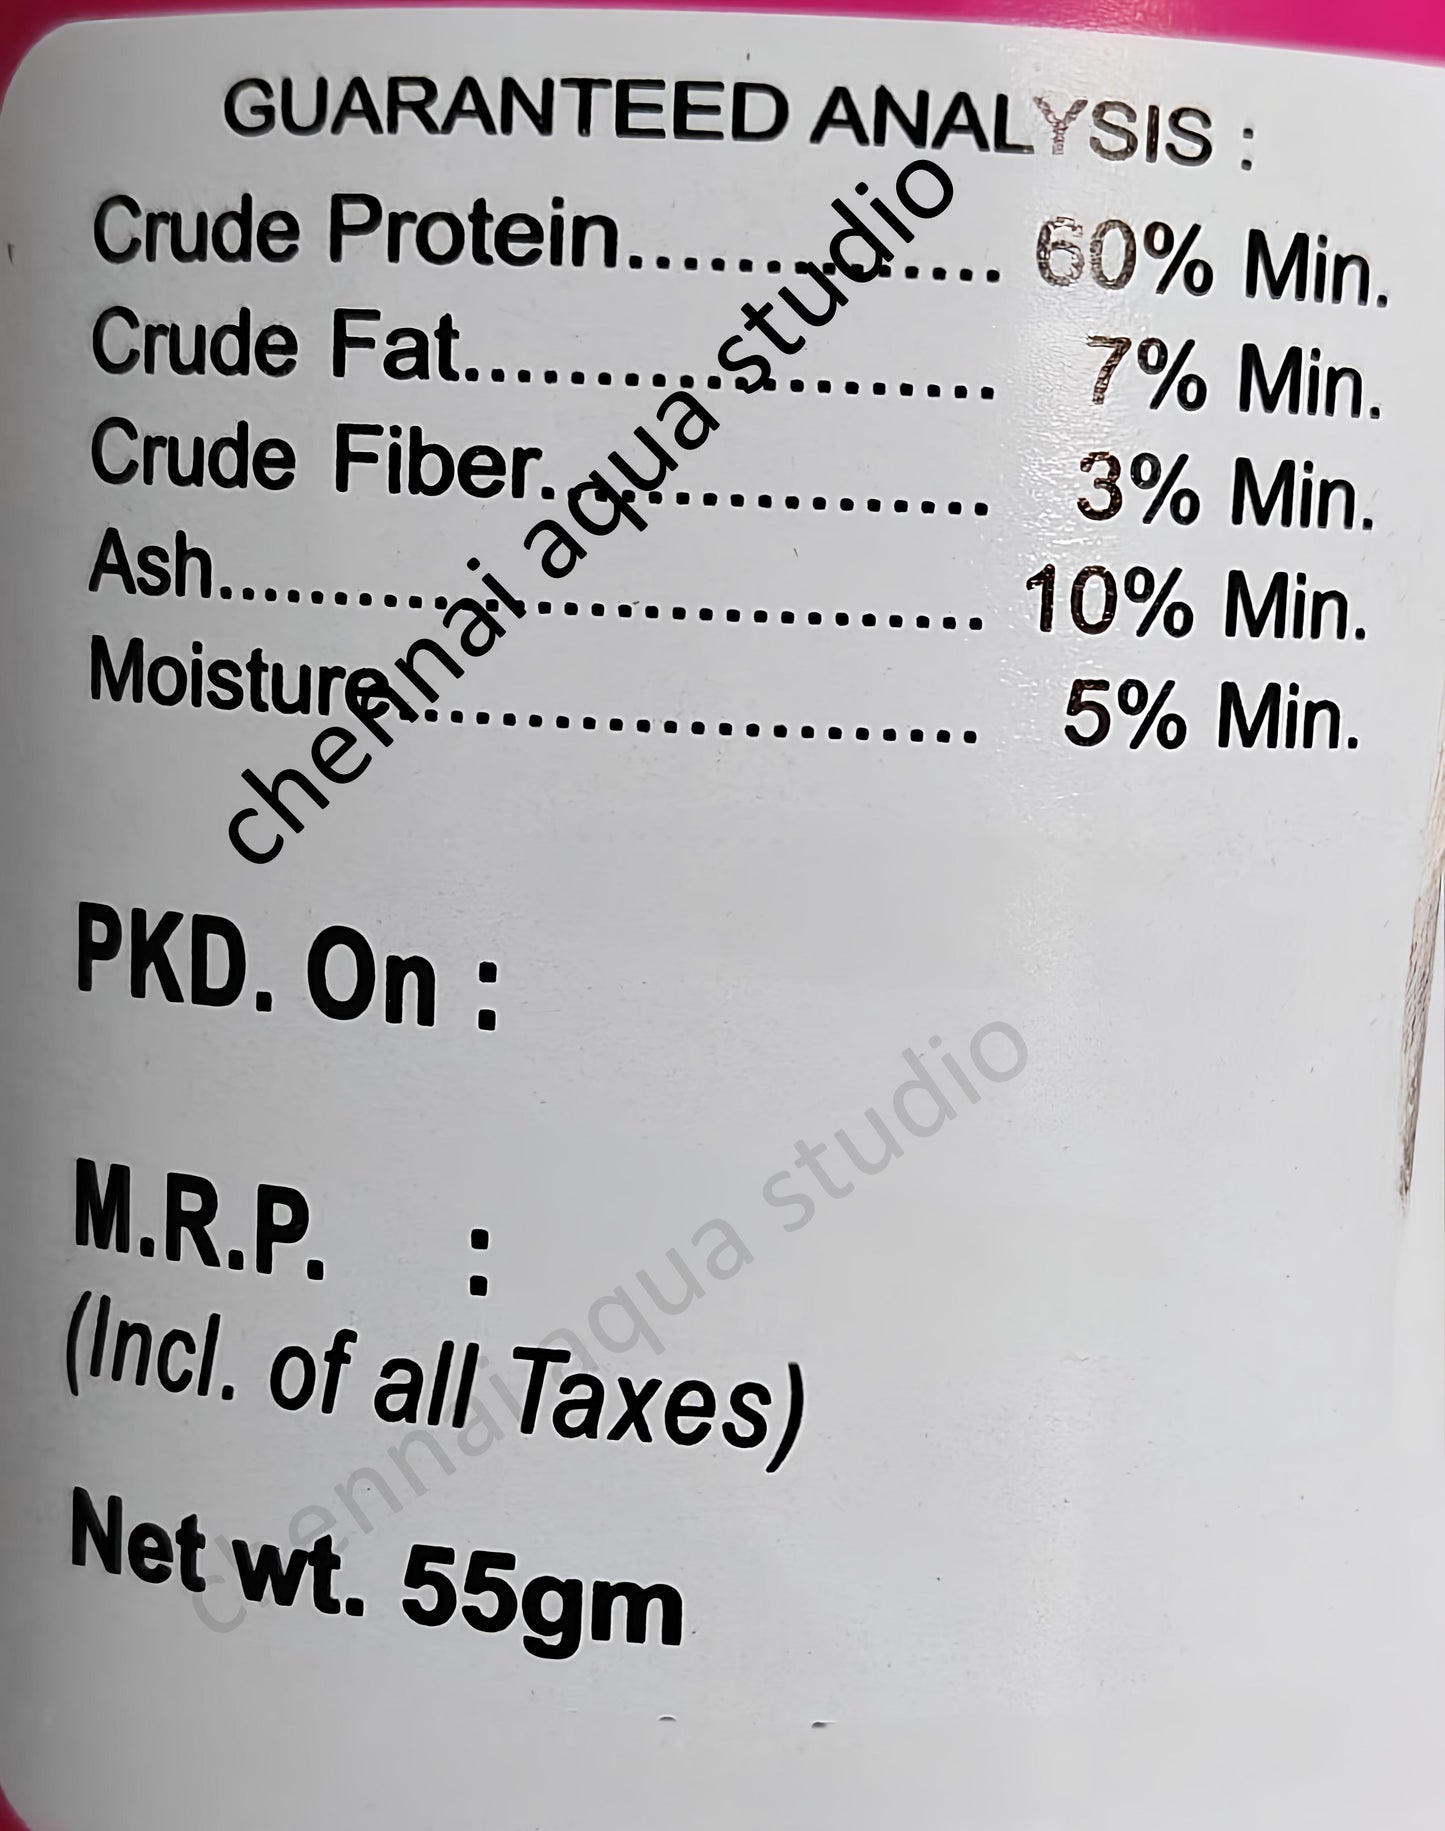 GUARANTEED ANALYSIS :
Crude Protein.............. 60% Min.
Crude Fat.................... 7% Min.
Crude Fiber................. 3% Min.
Ash............................. 10% Min.
Moisture...................... 5% Min.
chennai aqua studio
PKD. On :
M.R.P. :
(Incl. of all Taxes)
chennai aqua studio
Net wt. 55gm